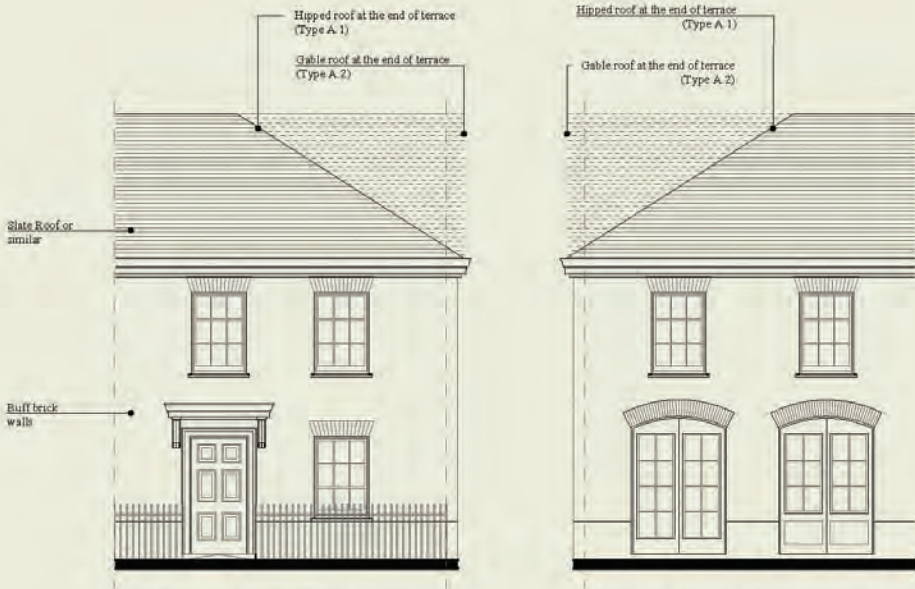 Hipped roof at the end of terrace
(Type A.1)
Gable roof at the end of terrace
(Type A.2)
Slate Roof or
similar
Buff brick
walls
Hipped roof at the end of terrace
(Type A.1)
Gable roof at the end of terrace
(Type A.2)